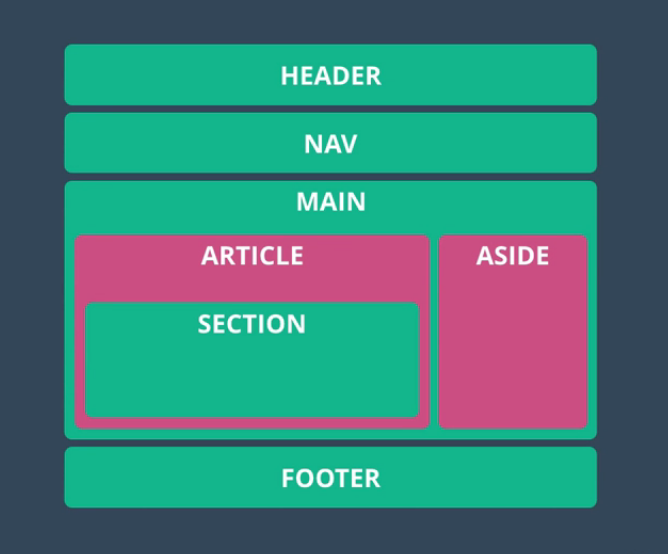 HEADER
NAV
MAIN
ARTICLE
ASIDE
SECTION
FOOTER